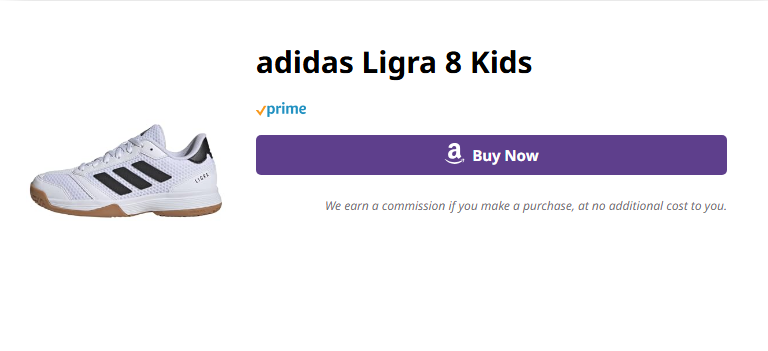 adidas Ligra 8 Kids
prime
Buy Now
LIGRA
We earn a commission if you make a purchase, at no additional cost to you.